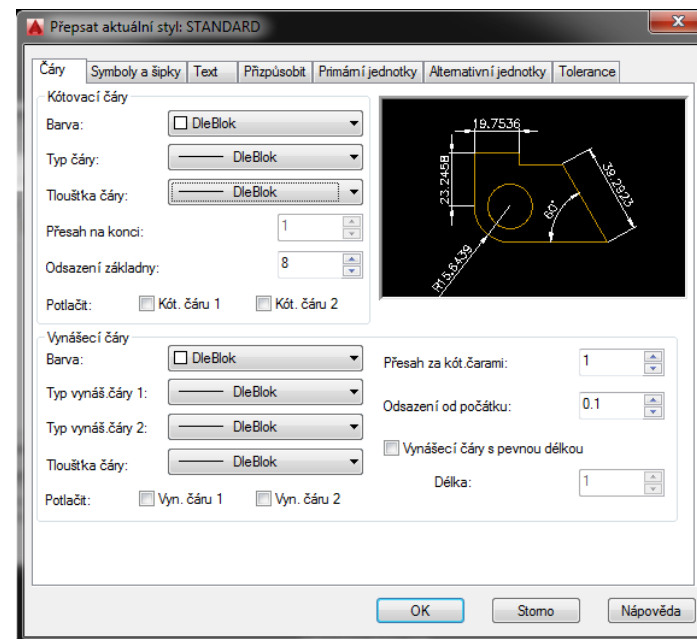 Přepsat aktuální styl: STANDARD
Čáry Symboly a šipky Text Přizpůsobit Primární jednotky Alternativní jednotky Tolerance
Kótovací čáry
Barva: DleBlok
Typ čáry: DleBlok
Tloušťka čáry: DleBlok
Přesah na konci: 1
Odsazení základny: 8
Potlačit: Kót. čáru 1 Kót. čáru 2
19.7536
23.2458
39.2923
60°
R15.6439
Vynášecí čáry
Barva: DleBlok
Typ vynáš.čáry 1: DleBlok
Typ vynáš.čáry 2: DleBlok
Tloušťka čáry: DleBlok
Potlačit: Vyn. čáru 1 Vyn. čáru 2
Přesah za kót.čarami: 1
Odsazení od počátku: 0.1
Vynášecí čáry s pevnou délkou
Délka: 1
OK Storno Nápověda